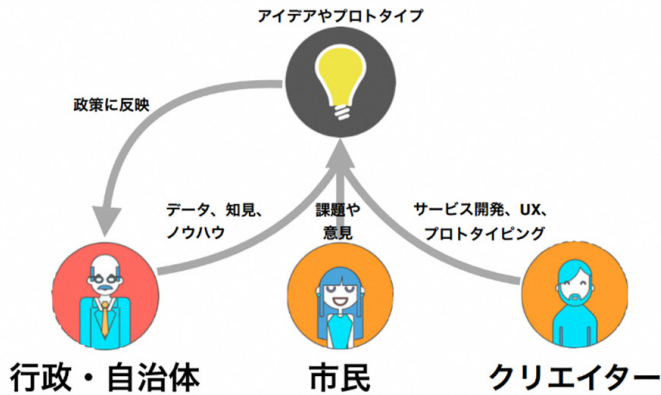 アイデアやプロトタイプ
政策に反映
データ、知見、
ノウハウ
課題や
意見
サービス開発、UX、
プロトタイピング
行政・自治体
市民
クリエイター